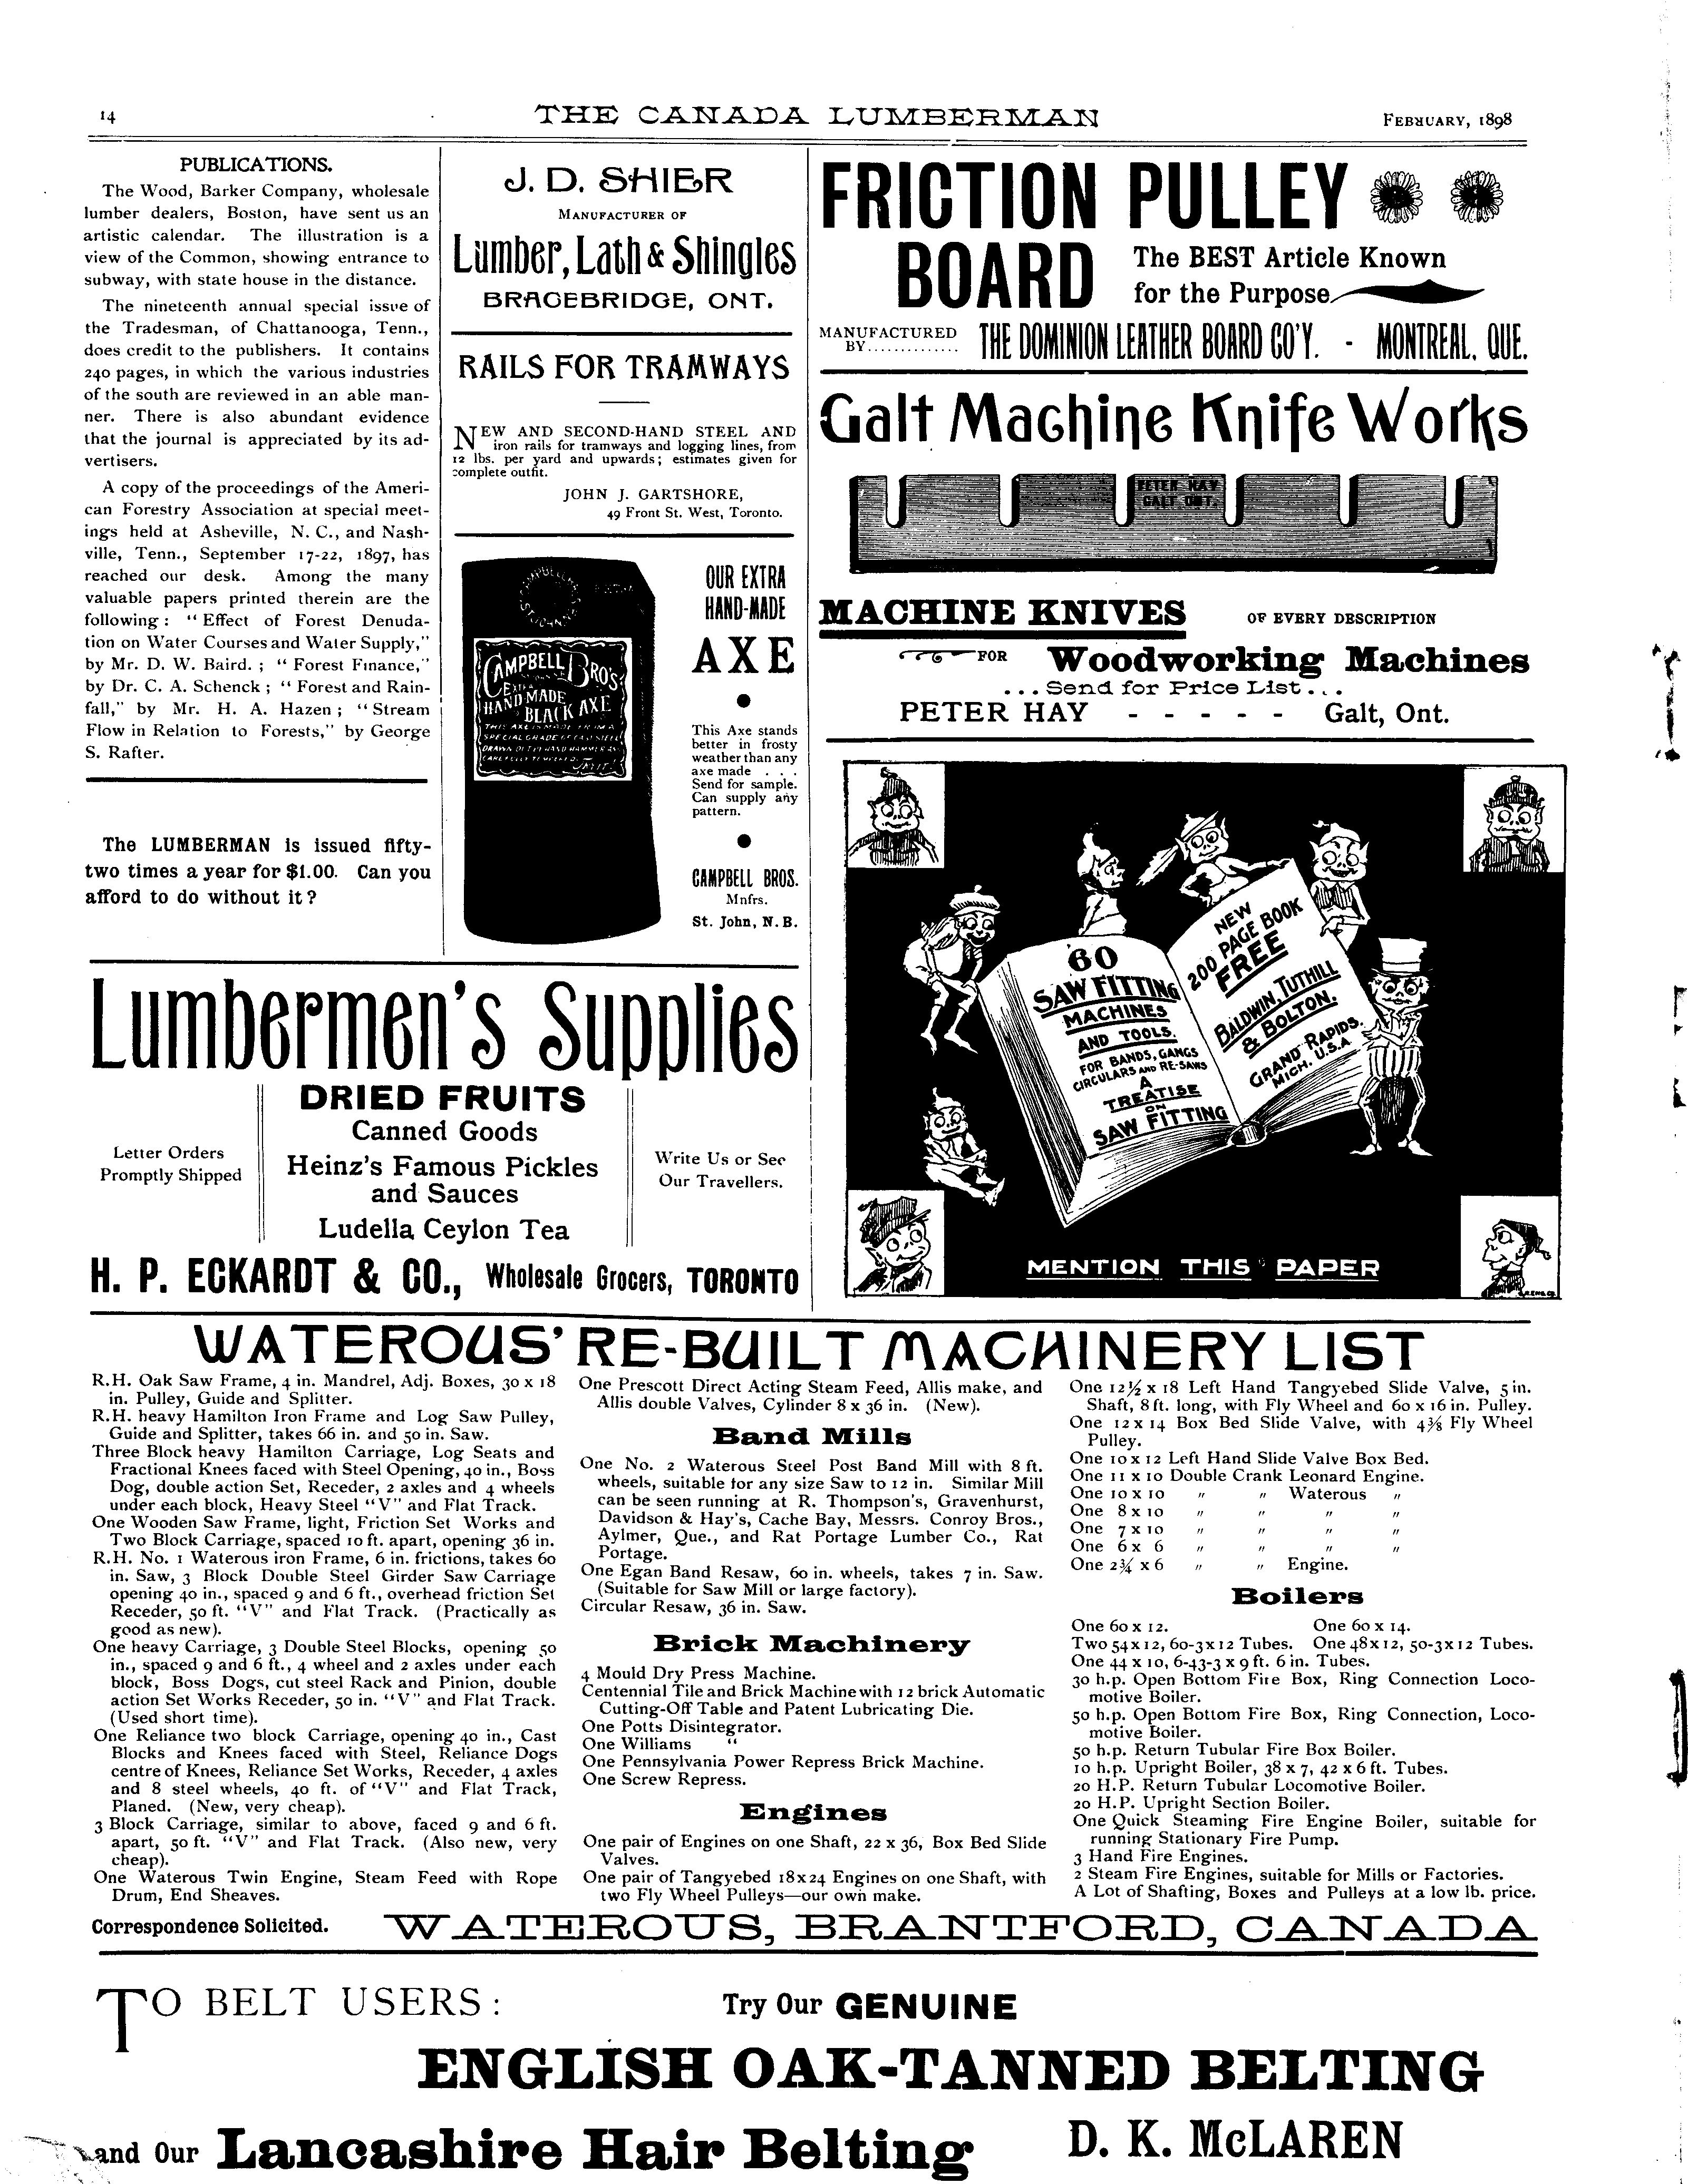 14
THE CANADA LUMBERMAN
FEBRUARY, 1898
PUBLICATIONS.
The Wood, Barker Company, wholesale
lumber dealers, Boston, have sent us an
artistic calendar. The illustration is a
view of the Common, showing entrance to
subway, with state house in the distance.
The nineteenth annual special issue of
the Tradesman, of Chattanooga, Tenn.,
does credit to the publishers. It contains
240 pages, in which the various industries
of the south are reviewed in an able man-
ner. There is also abundant evidence
that the journal is appreciated by its ad-
vertisers.
A copy of the proceedings of the Ameri-
can Forestry Association at special meet-
ings held at Asheville, N. C., and Nash-
ville, Tenn., September 17-22, 1897, has
reached our desk. Among the many
valuable papers printed therein are the
following : "Effect of Forest Denuda-
tion on Water Courses and Water Supply,"
by Mr. D. W. Baird. ; "Forest Finance,"
by Dr. C. A. Schenck ; "Forest and Rain-
fall," by Mr. H. A. Hazen ; "Stream
Flow in Relation to Forests," by George
S. Rafter.
The LUMBERMAN is issued fifty-
two times a year for $1.00. Can you
afford to do without it ?
J. D. SHIER
MANUFACTURER OF
Lumber, Lath & Shingles
BRACEBRIDGE, ONT.
RAILS FOR TRAMWAYS
NEW AND SECOND-HAND STEEL AND
iron rails for tramways and logging lines, from
12 lbs. per yard and upwards ; estimates given for
complete outfit.
JOHN J. GARTSHORE,
49 Front St. West, Toronto.
CAMPBELL BRO'S
EXTRA
HAND MADE
BLACK AXE
THIS AXE IS MADE FROM A
SPECIAL GRADE OF CAST STEEL
OUR EXTRA
HAND-MADE
AXE
This Axe stands
better in frosty
weather than any
axe made . . .
Send for sample.
Can supply any
pattern.
CAMPBELL BROS.
Mnfrs.
St. John, N. B.
FRICTION PULLEY
BOARD
The BEST Article Known
for the Purpose
MANUFACTURED
BY..............
THE DOMINION LEATHER BOARD CO'Y. - MONTREAL, QUE.
Galt Machine Knife Works
PETER HAY
GALT ONT.
MACHINE KNIVES OF EVERY DESCRIPTION
FOR Woodworking Machines
...Send for Price List...
PETER HAY - - - - - Galt, Ont.
60
SAW FITTING
MACHINES
AND TOOLS.
FOR BANDS, GANGS
CIRCULARS AND RE-SAWS
A
TREATISE
ON
SAW FITTING
NEW
200 PAGE BOOK
FREE
BALDWIN, TUTHILL
& BOLTON.
GRAND RAPIDS.
MICH. U.S.A
MENTION THIS PAPER
Lumbermen's Supplies
Letter Orders
Promptly Shipped
DRIED FRUITS
Canned Goods
Heinz's Famous Pickles
and Sauces
Ludella Ceylon Tea
Write Us or See
Our Travellers.
H. P. ECKARDT & CO., Wholesale Grocers, TORONTO
WATEROUS' RE-BUILT MACHINERY LIST
R.H. Oak Saw Frame, 4 in. Mandrel, Adj. Boxes, 30 x 18
in. Pulley, Guide and Splitter.
R.H. heavy Hamilton Iron Frame and Log Saw Pulley,
Guide and Splitter, takes 66 in. and 50 in. Saw.
Three Block heavy Hamilton Carriage, Log Seats and
Fractional Knees faced with Steel Opening, 40 in., Boss
Dog, double action Set, Receder, 2 axles and 4 wheels
under each block, Heavy Steel "V" and Flat Track.
One Wooden Saw Frame, light, Friction Set Works and
Two Block Carriage, spaced 10 ft. apart, opening 36 in.
R.H. No. 1 Waterous iron Frame, 6 in. frictions, takes 60
in. Saw, 3 Block Double Steel Girder Saw Carriage
opening 40 in., spaced 9 and 6 ft., overhead friction Set
Receder, 50 ft. "V" and Flat Track. (Practically as
good as new).
One heavy Carriage, 3 Double Steel Blocks, opening 50
in., spaced 9 and 6 ft., 4 wheel and 2 axles under each
block, Boss Dogs, cut steel Rack and Pinion, double
action Set Works Receder, 50 in. "V" and Flat Track.
(Used short time).
One Reliance two block Carriage, opening 40 in., Cast
Blocks and Knees faced with Steel, Reliance Dogs
centre of Knees, Reliance Set Works, Receder, 4 axles
and 8 steel wheels, 40 ft. of "V" and Flat Track,
Planed. (New, very cheap).
3 Block Carriage, similar to above, faced 9 and 6 ft.
apart, 50 ft. "V" and Flat Track. (Also new, very
cheap).
One Waterous Twin Engine, Steam Feed with Rope
Drum, End Sheaves.
One Prescott Direct Acting Steam Feed, Allis make, and
Allis double Valves, Cylinder 8 x 36 in. (New).
Band Mills
One No. 2 Waterous Steel Post Band Mill with 8 ft.
wheels, suitable for any size Saw to 12 in. Similar Mill
can be seen running at R. Thompson's, Gravenhurst,
Davidson & Hay's, Cache Bay, Messrs. Conroy Bros.,
Aylmer, Que., and Rat Portage Lumber Co., Rat
Portage.
One Egan Band Resaw, 60 in. wheels, takes 7 in. Saw.
(Suitable for Saw Mill or large factory).
Circular Resaw, 36 in. Saw.
Brick Machinery
4 Mould Dry Press Machine.
Centennial Tile and Brick Machine with 12 brick Automatic
Cutting-Off Table and Patent Lubricating Die.
One Potts Disintegrator.
One Williams "
One Pennsylvania Power Repress Brick Machine.
One Screw Repress.
Engines
One pair of Engines on one Shaft, 22 x 36, Box Bed Slide
Valves.
One pair of Tangyebed 18x24 Engines on one Shaft, with
two Fly Wheel Pulleys—our own make.
One 12½ x 18 Left Hand Tangyebed Slide Valve, 5 in.
Shaft, 8 ft. long, with Fly Wheel and 60 x 16 in. Pulley.
One 12 x 14 Box Bed Slide Valve, with 4⅜ Fly Wheel
Pulley.
One 10 x 12 Left Hand Slide Valve Box Bed.
One 11 x 10 Double Crank Leonard Engine.
One 10 x 10 " " Waterous "
One 8 x 10 " " " "
One 7 x 10 " " " "
One 6 x 6 " " " "
One 2¾ x 6 " " Engine.
Boilers
One 60 x 12. One 60 x 14.
Two 54x12, 60-3x12 Tubes. One 48x12, 50-3x12 Tubes.
One 44 x 10, 6-43-3 x 9 ft. 6 in. Tubes.
30 h.p. Open Bottom Fire Box, Ring Connection Loco-
motive Boiler.
50 h.p. Open Bottom Fire Box, Ring Connection, Loco-
motive Boiler.
50 h.p. Return Tubular Fire Box Boiler.
10 h.p. Upright Boiler, 38 x 7, 42 x 6 ft. Tubes.
20 H.P. Return Tubular Locomotive Boiler.
20 H.P. Upright Section Boiler.
One Quick Steaming Fire Engine Boiler, suitable for
running Stationary Fire Pump.
3 Hand Fire Engines.
2 Steam Fire Engines, suitable for Mills or Factories.
A Lot of Shafting, Boxes and Pulleys at a low lb. price.
Correspondence Solicited.
WATEROUS, BRANTFORD, CANADA
TO BELT USERS :
Try Our GENUINE
ENGLISH OAK-TANNED BELTING
and Our Lancashire Hair Belting
D. K. McLAREN